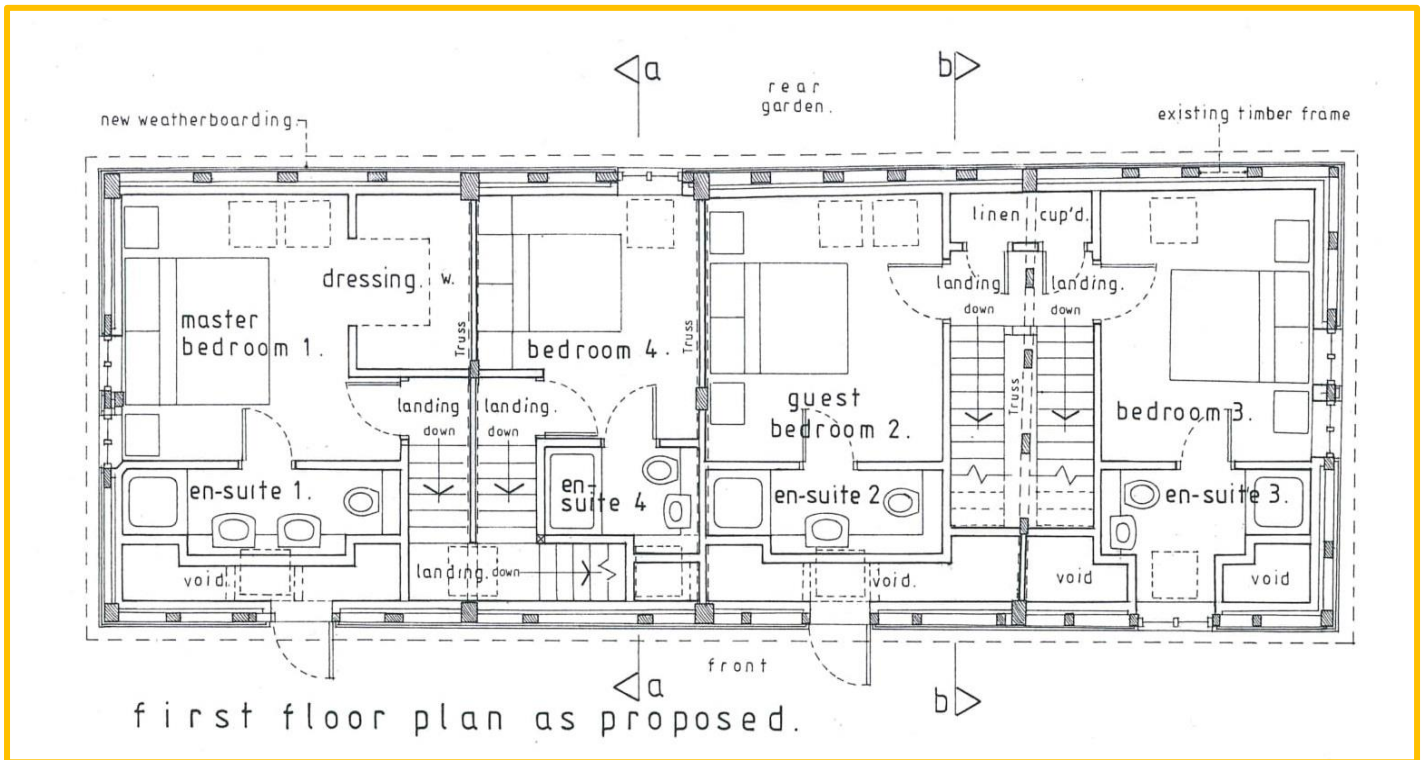 a
b
rear
garden.
new weatherboarding.
existing timber frame
linen cup'd.
dressing. w.
landing landing.
down down
master
bedroom 1.
Truss
bedroom 4.
Truss
guest
bedroom 2.
Truss
bedroom 3.
landing landing.
down down
en-suite 1.
en-
suite 4
en-suite 2
en-suite 3.
void
landing. down
void.
void
void
front
a
b
first floor plan as proposed.